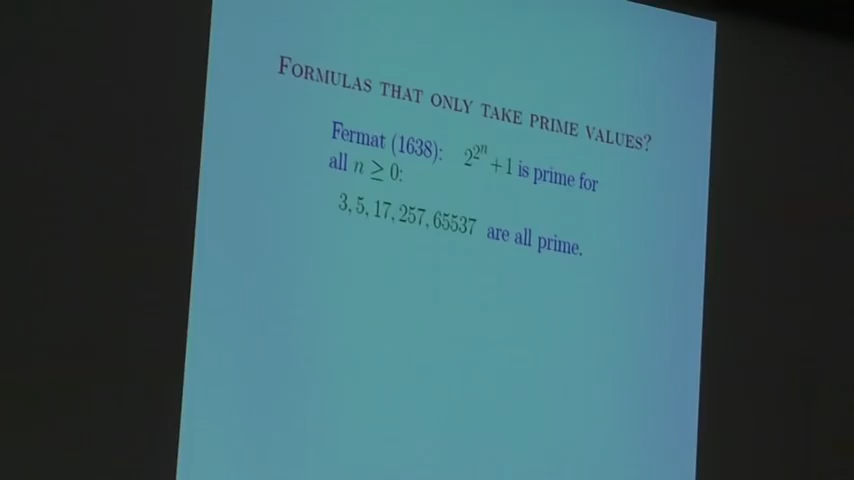 FORMULAS THAT ONLY TAKE PRIME VALUES?
Fermat (1638): $2^{2^n}+1$ is prime for
all $n \geq 0$:
3, 5, 17, 257, 65537 are all prime.